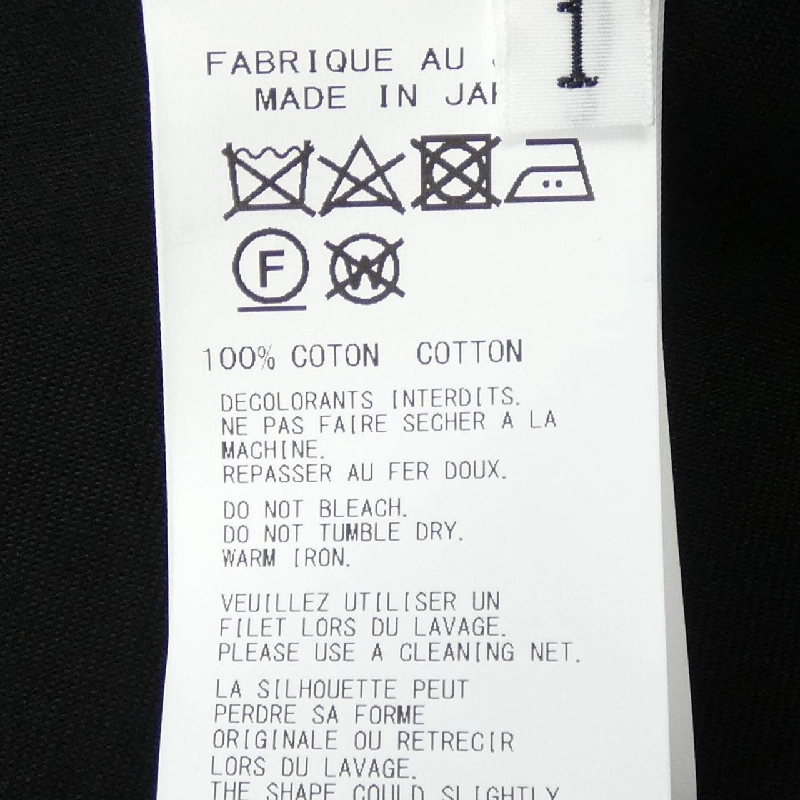 1
FABRIQUE AU
MADE IN
F
W
100% COTON COTTON
DECOLORANTS INTERDITS.
NE PAS FAIRE SECHER A LA
MACHINE.
REPASSER AU FER DOUX.
DO NOT BLEACH.
DO NOT TUMBLE DRY.
WARM IRON.
VEUILLEZ UTILISER UN
FILET LORS DU LAVAGE.
PLEASE USE A CLEANING NET.
LA SILHOUETTE PEUT
PERDRE SA FORME
ORIGINALE OU RETRECIR
LORS DU LAVAGE.
THE SHAPE COULD SLIGHTLY